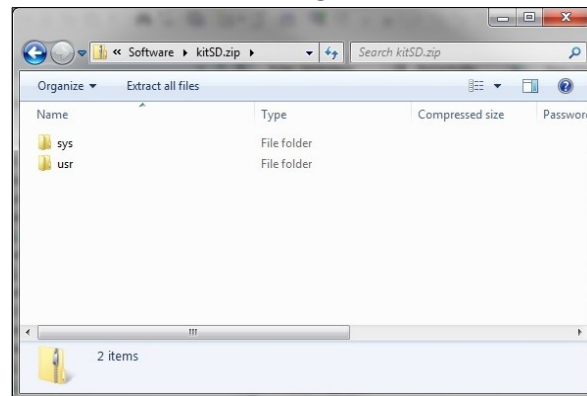 « Software ▸ kitSD.zip ▸ Search kitSD.zip
Organize ▾ Extract all files
Name Type Compressed size Passwor
sys File folder
usr File folder
2 items